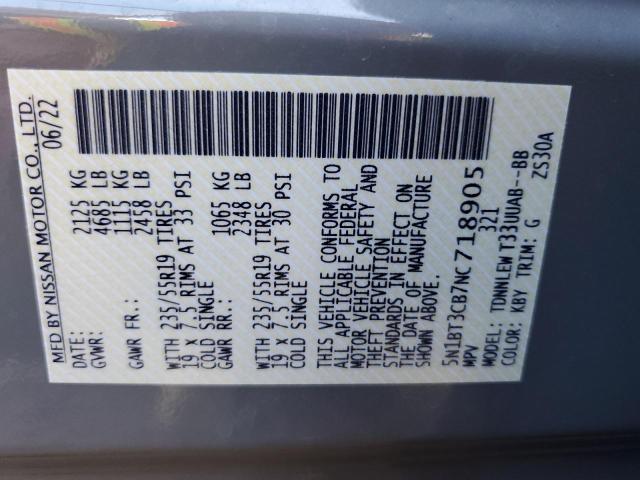 MFD BY NISSAN MOTOR CO., LTD.
DATE: 06/22
GVWR: 2125 KG
4685 LB
GAWR FR.: 1115 KG
2458 LB
WITH 235/55R19 TIRES
19 X 7.5 RIMS AT 33 PSI
COLD SINGLE
GAWR RR.: 1065 KG
2348 LB
WITH 235/55R19 TIRES
19 X 7.5 RIMS AT 30 PSI
COLD SINGLE
THIS VEHICLE CONFORMS TO
ALL APPLICABLE FEDERAL
MOTOR VEHICLE SAFETY AND
THEFT PREVENTION
STANDARDS IN EFFECT ON
THE DATE OF MANUFACTURE
SHOWN ABOVE.
5N1BT3CB7NC718905
MPV 321
MODEL: TDNNLEW T33UUAB--BB
COLOR: KBY TRIM: G ZS30A